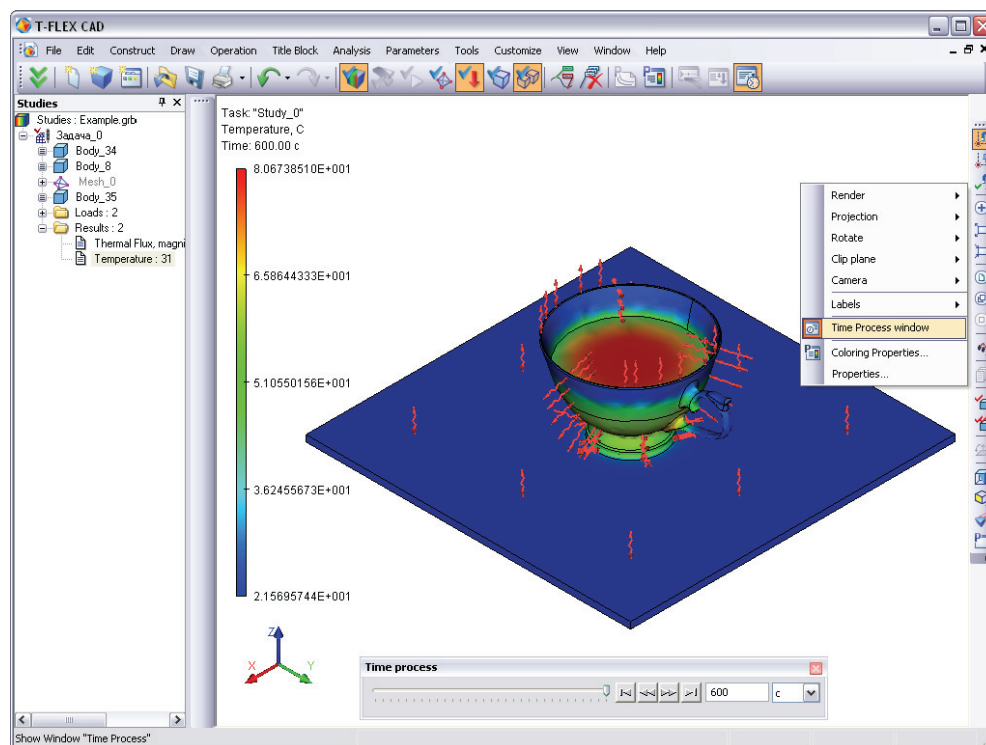 T-FLEX CAD
File Edit Construct Draw Operation Title Block Analysis Parameters Tools Customize View Window Help
Studies
Studies : Example.grb
Задача_0
Body_34
Body_8
Mesh_0
Body_35
Loads : 2
Results : 2
Thermal Flux, magni
Temperature : 31
Task: "Study_0"
Temperature, C
Time: 600.00 c
8.06738510E+001
6.58644333E+001
5.10550156E+001
3.62455673E+001
2.15695744E+001
Render
Projection
Rotate
Clip plane
Camera
Labels
Time Process window
Coloring Properties...
Properties...
Z
X
Y
Time process
600
c
Show Window "Time Process"